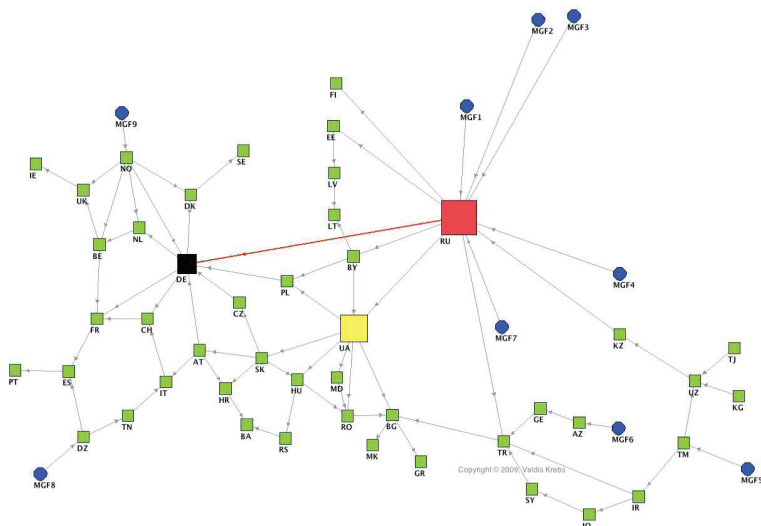 MGF2
MGF3
FI
MGF1
EE
MGF9
SE
NO
IE
LV
UK
DK
LT
NL
RU
BE
BY
DE
PL
MGF4
CZ
MGF7
FR
CH
UA
KZ
AT
SK
TJ
PT
ES
IT
HU
MD
UZ
HR
KG
TN
RO
BG
GE
AZ
MGF6
BA
RS
DZ
MK
TR
TM
GR
Copyright © 2009, Valdis Krebs
MGF8
MGF5
SY
IR